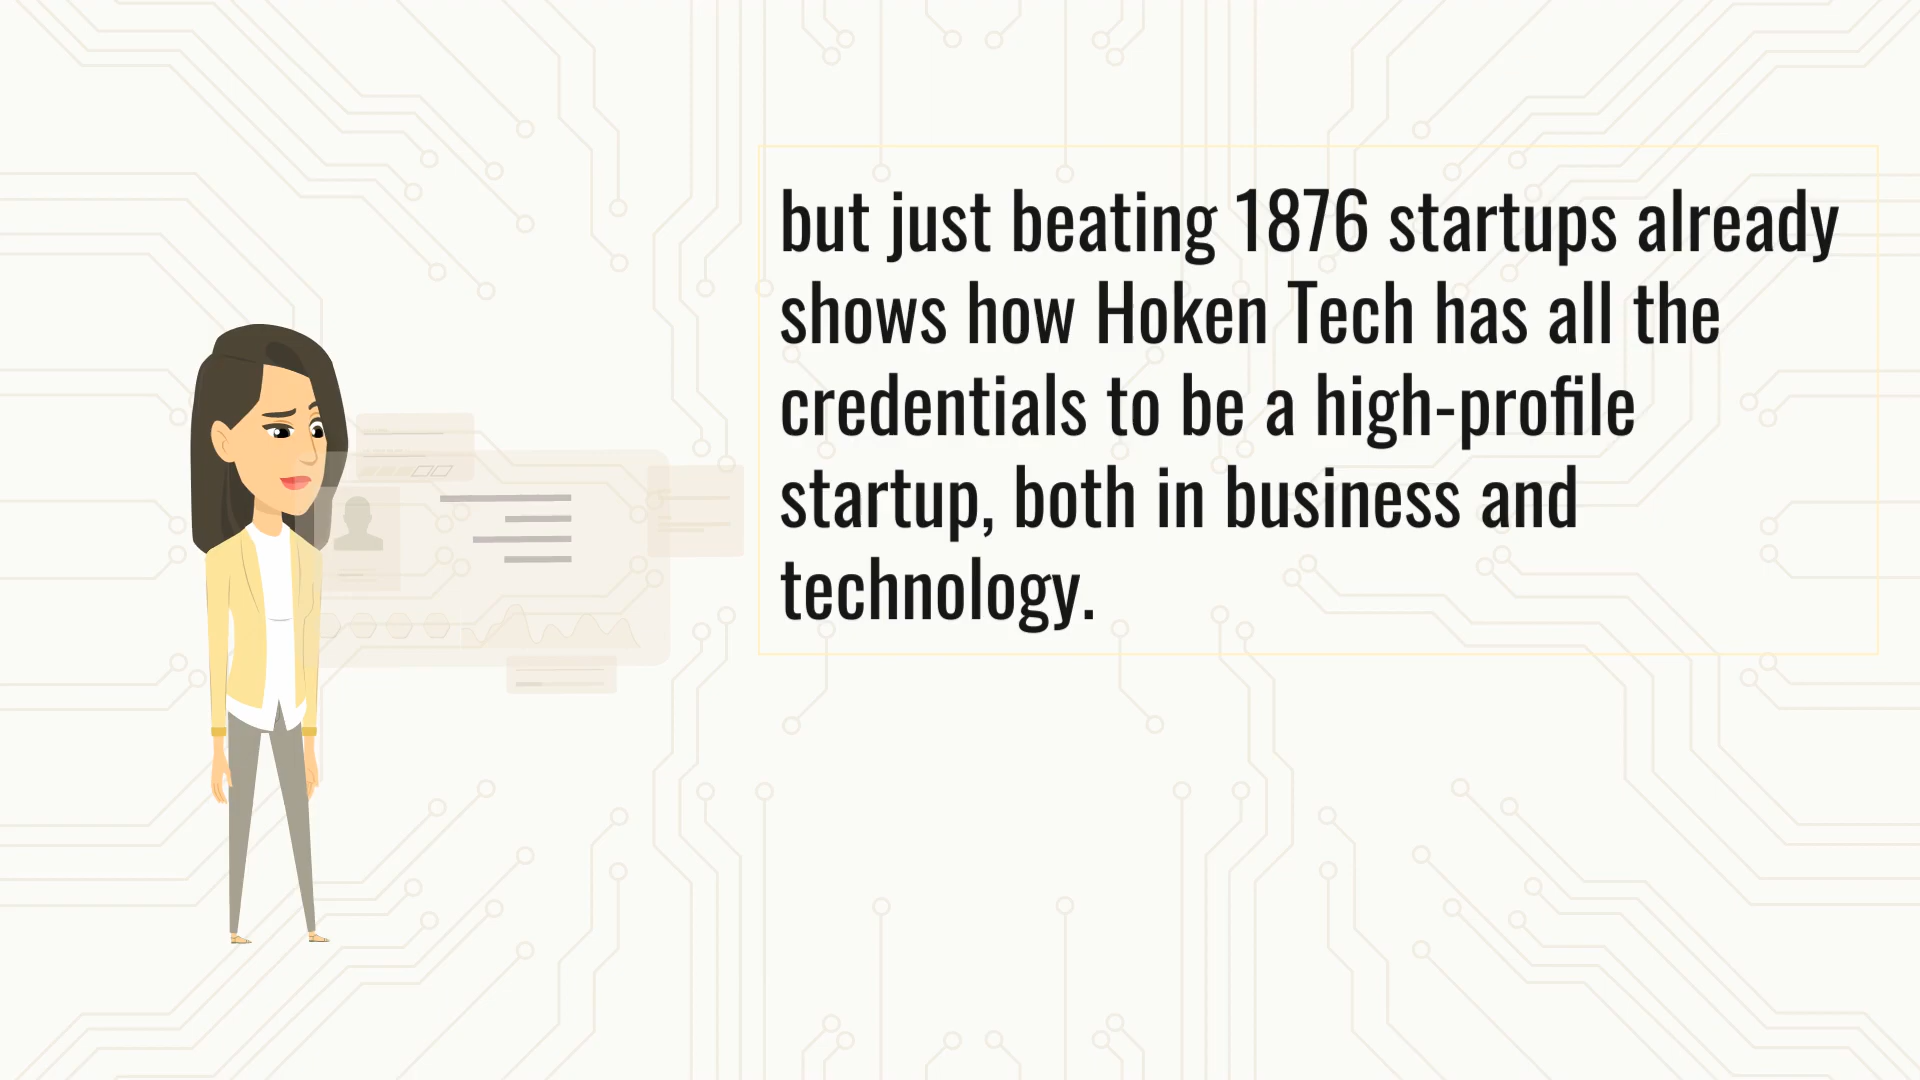 but just beating 1876 startups already
shows how Hoken Tech has all the
credentials to be a high-profile
startup, both in business and
technology.